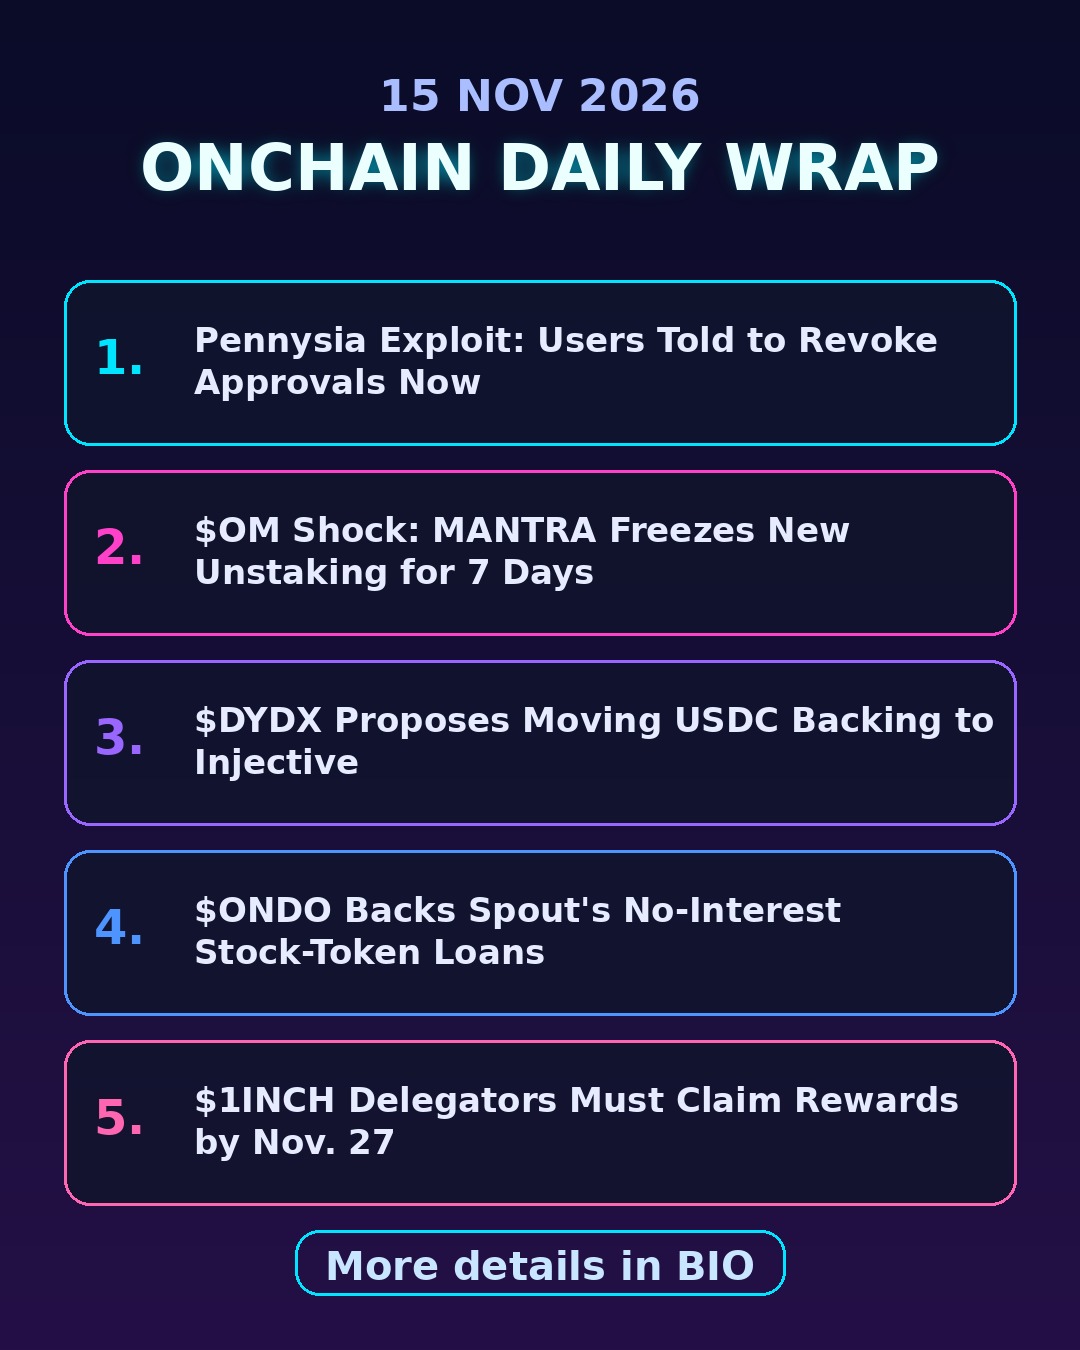 15 NOV 2026
ONCHAIN DAILY WRAP
1.
Pennysia Exploit: Users Told to Revoke
Approvals Now
2.
$OM Shock: MANTRA Freezes New
Unstaking for 7 Days
3.
$DYDX Proposes Moving USDC Backing to
Injective
4.
$ONDO Backs Spout's No-Interest
Stock-Token Loans
5.
$1INCH Delegators Must Claim Rewards
by Nov. 27
More details in BIO